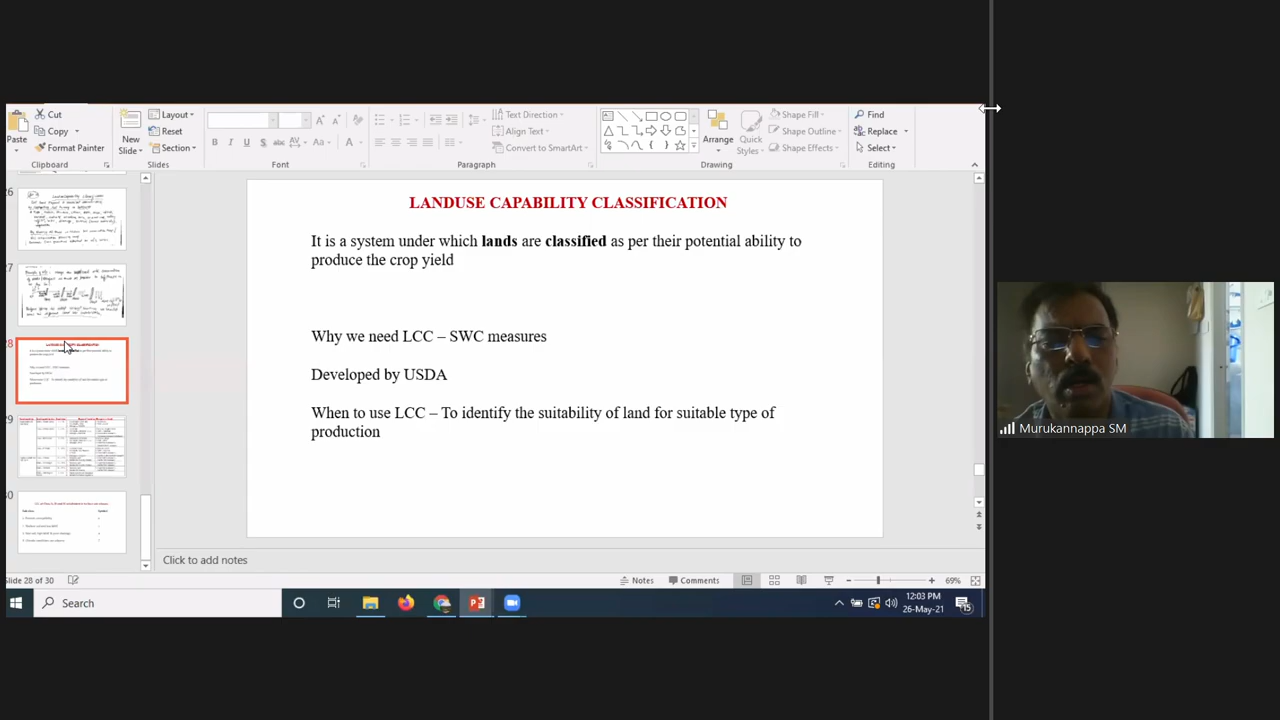 Cut
Copy
Format Painter
Paste
Clipboard
New
Slide
Layout
Reset
Section
Slides
Font
Text Direction
Align Text
Convert to SmartArt
Paragraph
Arrange
Quick
Styles
Shape Fill
Shape Outline
Shape Effects
Drawing
Find
Replace
Select
Editing
LANDUSE CAPABILITY CLASSIFICATION
It is a system under which lands are classified as per their potential ability to
produce the crop yield
Why we need LCC – SWC measures
Developed by USDA
When to use LCC – To identify the suitability of land for suitable type of
production
Click to add notes
Slide 28 of 30
Notes
Comments
69%
Search
12:03 PM
26-May-21
15
Murukannappa SM